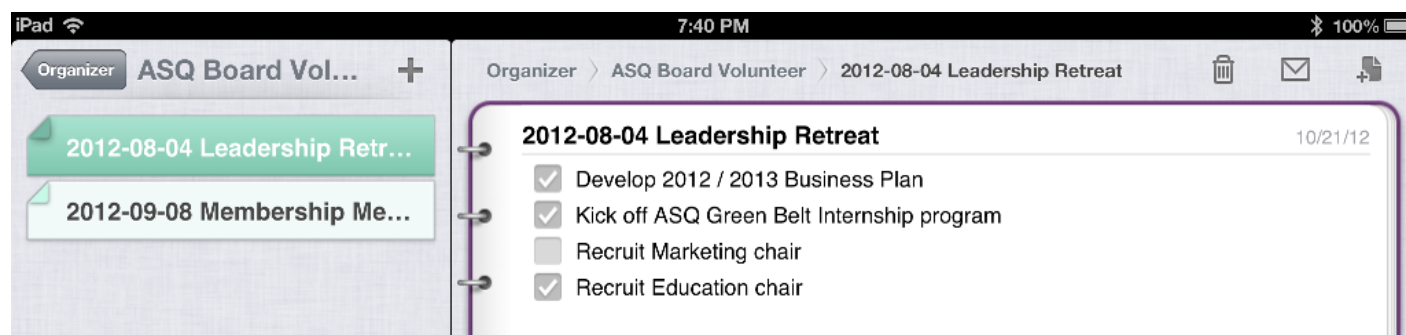 iPad 7:40 PM 100%
Organizer ASQ Board Vol... +
2012-08-04 Leadership Retr...
2012-09-08 Membership Me...
Organizer > ASQ Board Volunteer > 2012-08-04 Leadership Retreat
2012-08-04 Leadership Retreat 10/21/12
Develop 2012 / 2013 Business Plan
Kick off ASQ Green Belt Internship program
Recruit Marketing chair
Recruit Education chair